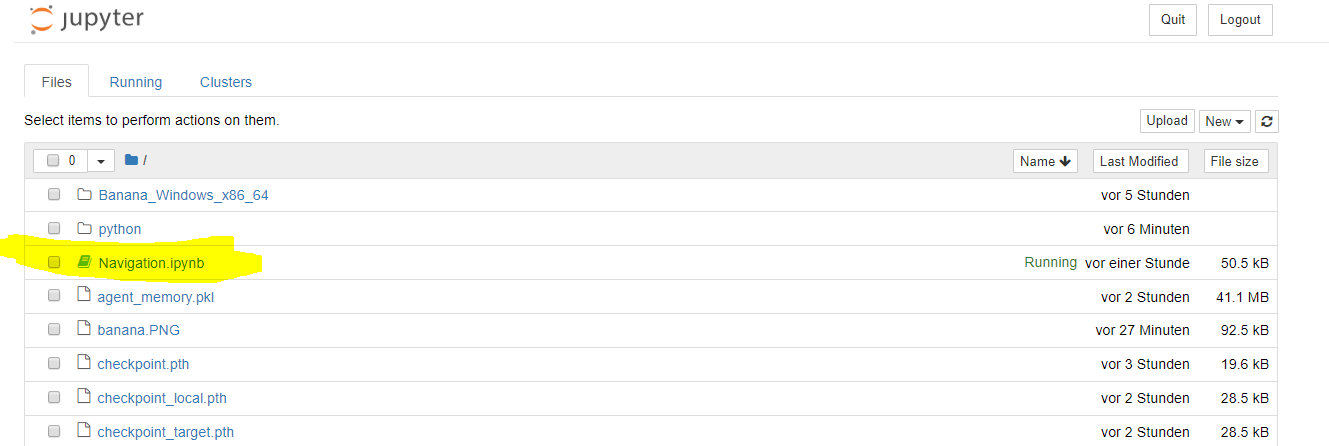 jupyter Quit Logout
Files Running Clusters
Select items to perform actions on them. Upload New
0 / Name Last Modified File size
Banana_Windows_x86_64 vor 5 Stunden
python vor 6 Minuten
Navigation.ipynb Running vor einer Stunde 50.5 kB
agent_memory.pkl vor 2 Stunden 41.1 MB
banana.PNG vor 27 Minuten 92.5 kB
checkpoint.pth vor 3 Stunden 19.6 kB
checkpoint_local.pth vor 2 Stunden 28.5 kB
checkpoint_target.pth vor 2 Stunden 28.5 kB